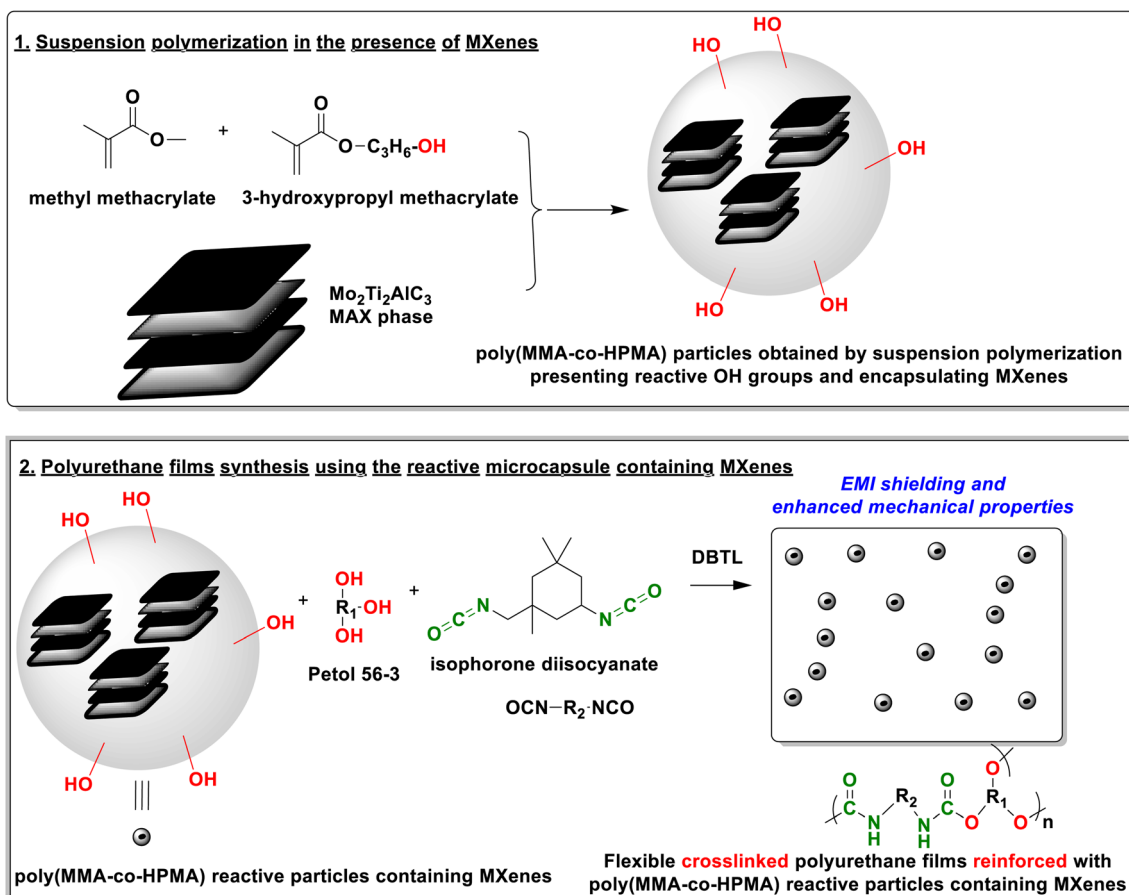 1. Suspension polymerization in the presence of MXenes
O
O
+
O
O–C₃H₆-OH
methyl methacrylate
3-hydroxypropyl methacrylate
Mo₂Ti₂AlC₃
MAX phase
HO
HO
OH
HO
OH
poly(MMA-co-HPMA) particles obtained by suspension polymerization
presenting reactive OH groups and encapsulating MXenes
2. Polyurethane films synthesis using the reactive microcapsule containing MXenes
HO
HO
OH
HO
OH
+
OH
R₁-OH
OH
Petol 56-3
+
O=C=N
N=C=O
isophorone diisocyanate
OCN–R₂-NCO
DBTL
EMI shielding and
enhanced mechanical properties
O
O
O
C
N
H
R₂
N
H
C
O
R₁
O
n
poly(MMA-co-HPMA) reactive particles containing MXenes
Flexible crosslinked polyurethane films reinforced with
poly(MMA-co-HPMA) reactive particles containing MXenes